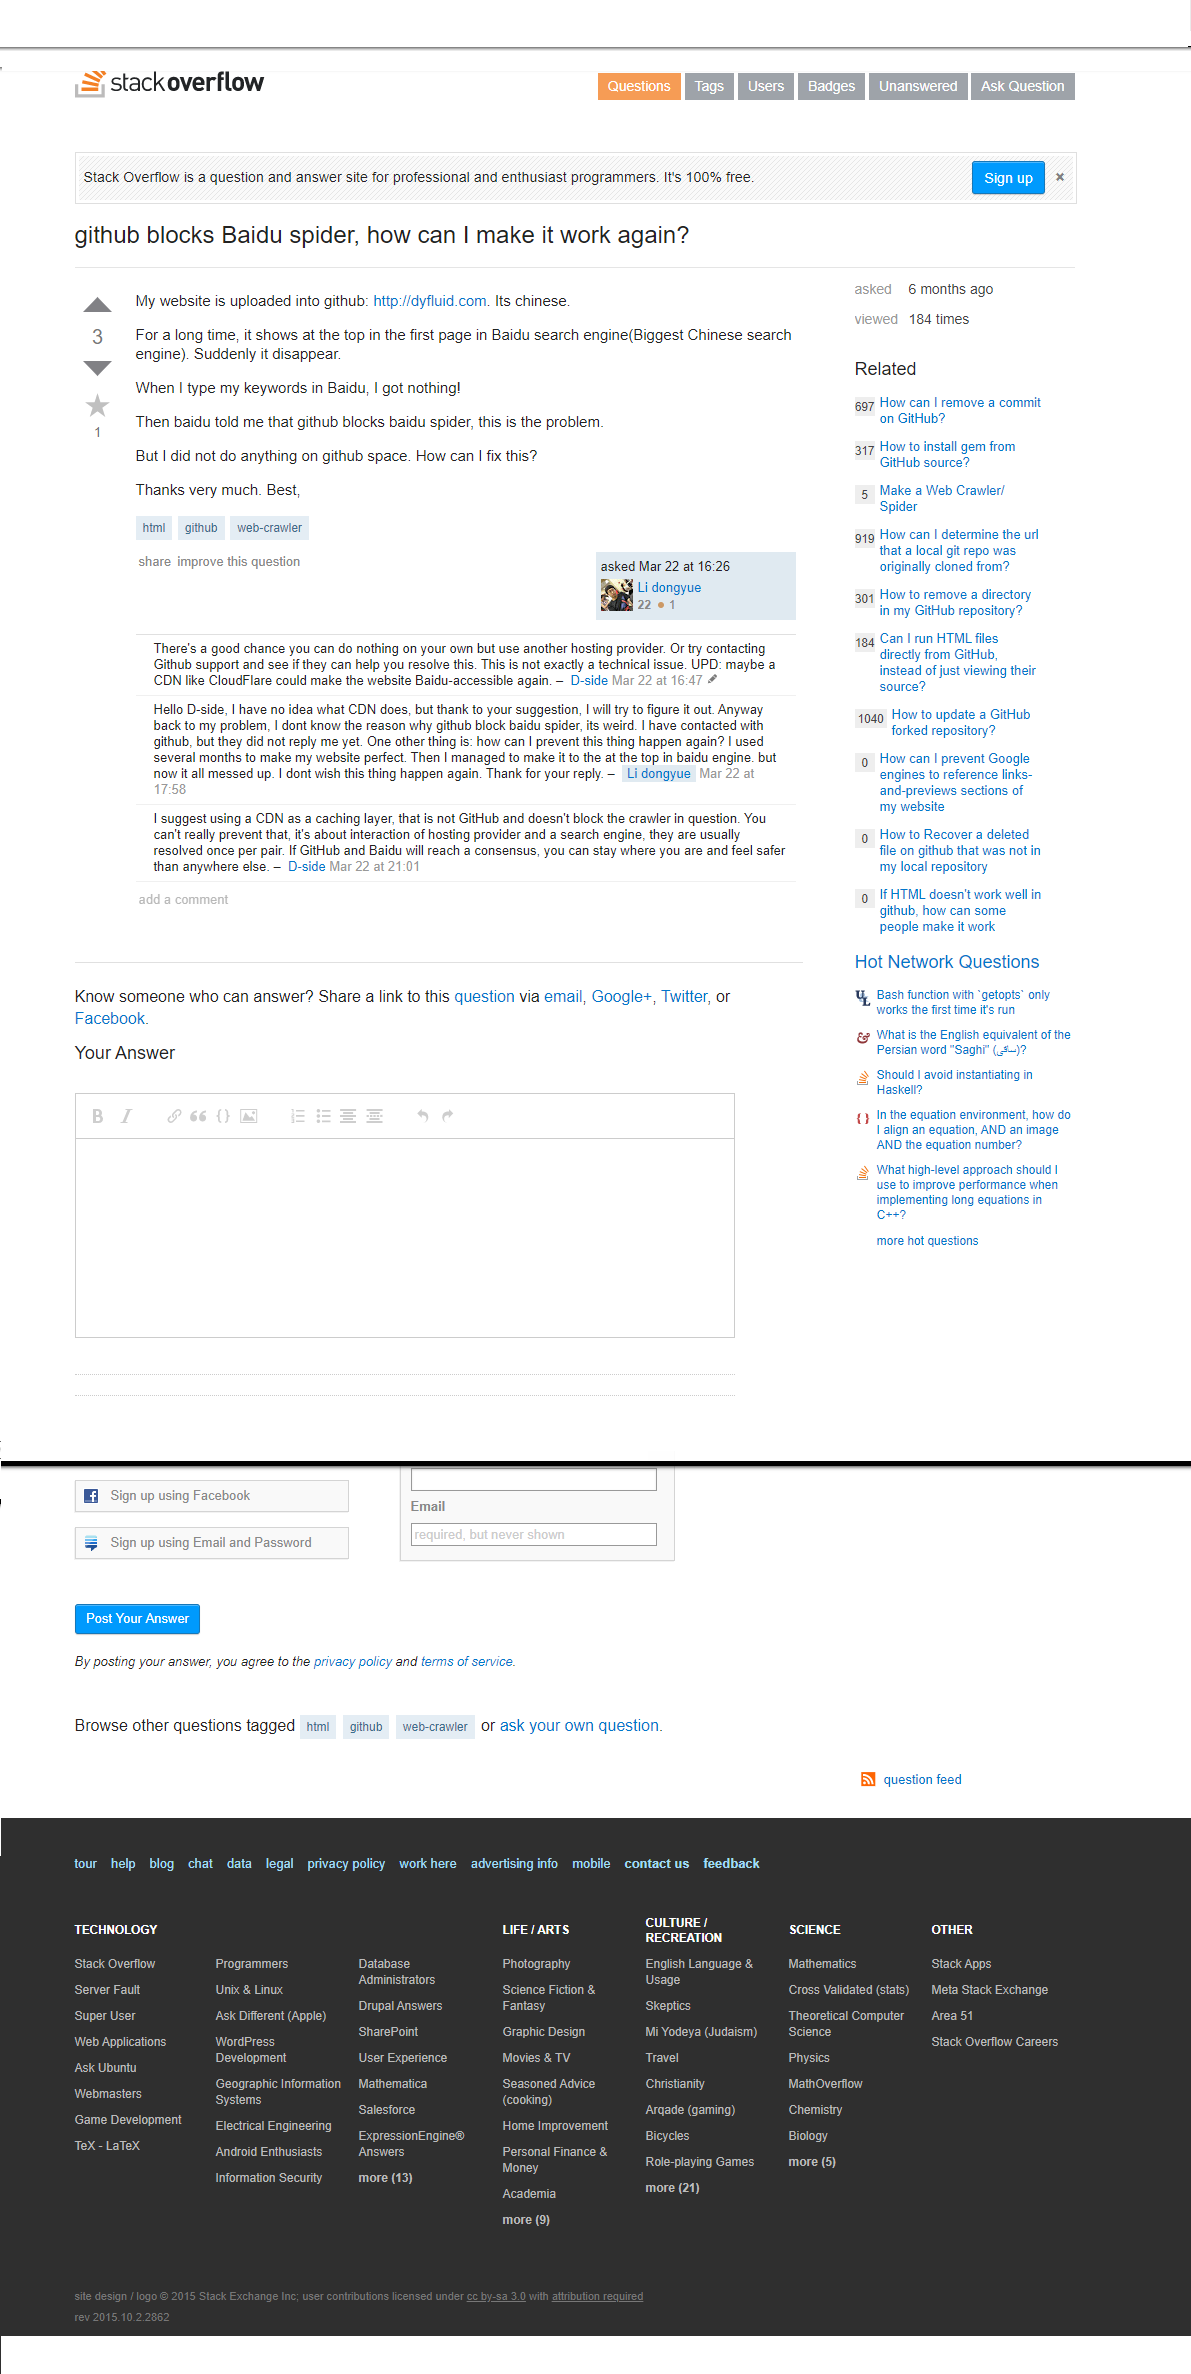 stackoverflow
Questions Tags Users Badges Unanswered Ask Question
Stack Overflow is a question and answer site for professional and enthusiast programmers. It's 100% free.
Sign up ×
github blocks Baidu spider, how can I make it work again?
3
1
My website is uploaded into github: http://dyfluid.com. Its chinese.
For a long time, it shows at the top in the first page in Baidu search engine(Biggest Chinese search
engine). Suddenly it disappear.
When I type my keywords in Baidu, I got nothing!
Then baidu told me that github blocks baidu spider, this is the problem.
But I did not do anything on github space. How can I fix this?
Thanks very much. Best,
html github web-crawler
share improve this question
asked Mar 22 at 16:26
Li dongyue
22 ● 1
There's a good chance you can do nothing on your own but use another hosting provider. Or try contacting
Github support and see if they can help you resolve this. This is not exactly a technical issue. UPD: maybe a
CDN like CloudFlare could make the website Baidu-accessible again. – D-side Mar 22 at 16:47
Hello D-side, I have no idea what CDN does, but thank to your suggestion, I will try to figure it out. Anyway
back to my problem, I dont know the reason why github block baidu spider, its weird. I have contacted with
github, but they did not reply me yet. One other thing is: how can I prevent this thing happen again? I used
several months to make my website perfect. Then I managed to make it to the at the top in baidu engine. but
now it all messed up. I dont wish this thing happen again. Thank for your reply. – Li dongyue Mar 22 at
17:58
I suggest using a CDN as a caching layer, that is not GitHub and doesn't block the crawler in question. You
can't really prevent that, it's about interaction of hosting provider and a search engine, they are usually
resolved once per pair. If GitHub and Baidu will reach a consensus, you can stay where you are and feel safer
than anywhere else. – D-side Mar 22 at 21:01
add a comment
asked 6 months ago
viewed 184 times
Related
697 How can I remove a commit
on GitHub?
317 How to install gem from
GitHub source?
5 Make a Web Crawler/
Spider
919 How can I determine the url
that a local git repo was
originally cloned from?
301 How to remove a directory
in my GitHub repository?
184 Can I run HTML files
directly from GitHub,
instead of just viewing their
source?
1040 How to update a GitHub
forked repository?
0 How can I prevent Google
engines to reference links-
and-previews sections of
my website
0 How to Recover a deleted
file on github that was not in
my local repository
0 If HTML doesn't work well in
github, how can some
people make it work
Hot Network Questions
Bash function with `getopts` only
works the first time it's run
What is the English equivalent of the
Persian word "Saghi" (ساقی)?
Should I avoid instantiating in
Haskell?
In the equation environment, how do
I align an equation, AND an image
AND the equation number?
What high-level approach should I
use to improve performance when
implementing long equations in
C++?
more hot questions
Know someone who can answer? Share a link to this question via email, Google+, Twitter, or
Facebook.
Your Answer
Sign up using Facebook
Sign up using Email and Password
Email
required, but never shown
Post Your Answer
By posting your answer, you agree to the privacy policy and terms of service.
Browse other questions tagged html github web-crawler or ask your own question.
question feed
tour help blog chat data legal privacy policy work here advertising info mobile contact us feedback
TECHNOLOGY
Stack Overflow
Server Fault
Super User
Web Applications
Ask Ubuntu
Webmasters
Game Development
TeX - LaTeX
Programmers
Unix & Linux
Ask Different (Apple)
WordPress
Development
Geographic Information
Systems
Electrical Engineering
Android Enthusiasts
Information Security
Database
Administrators
Drupal Answers
SharePoint
User Experience
Mathematica
Salesforce
ExpressionEngine®
Answers
more (13)
LIFE / ARTS
Photography
Science Fiction &
Fantasy
Graphic Design
Movies & TV
Seasoned Advice
(cooking)
Home Improvement
Personal Finance &
Money
Academia
more (9)
CULTURE /
RECREATION
English Language &
Usage
Skeptics
Mi Yodeya (Judaism)
Travel
Christianity
Arqade (gaming)
Bicycles
Role-playing Games
more (21)
SCIENCE
Mathematics
Cross Validated (stats)
Theoretical Computer
Science
Physics
MathOverflow
Chemistry
Biology
more (5)
OTHER
Stack Apps
Meta Stack Exchange
Area 51
Stack Overflow Careers
site design / logo © 2015 Stack Exchange Inc; user contributions licensed under cc by-sa 3.0 with attribution required
rev 2015.10.2.2862